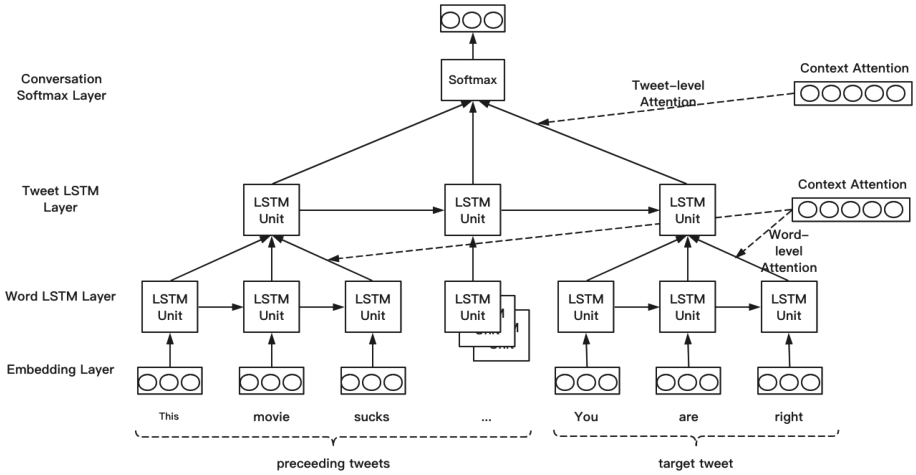 Conversation
Softmax Layer
Softmax
Tweet-level
Attention
Context Attention
Tweet LSTM
Layer
LSTM
Unit
LSTM
Unit
LSTM
Unit
Context Attention
Word-
level
Attention
Word LSTM Layer
LSTM
Unit
LSTM
Unit
LSTM
Unit
LSTM
Unit
LSTM
Unit
LSTM
Unit
LSTM
Unit
Embedding Layer
This
movie
sucks
...
You
are
right
preceeding tweets
target tweet